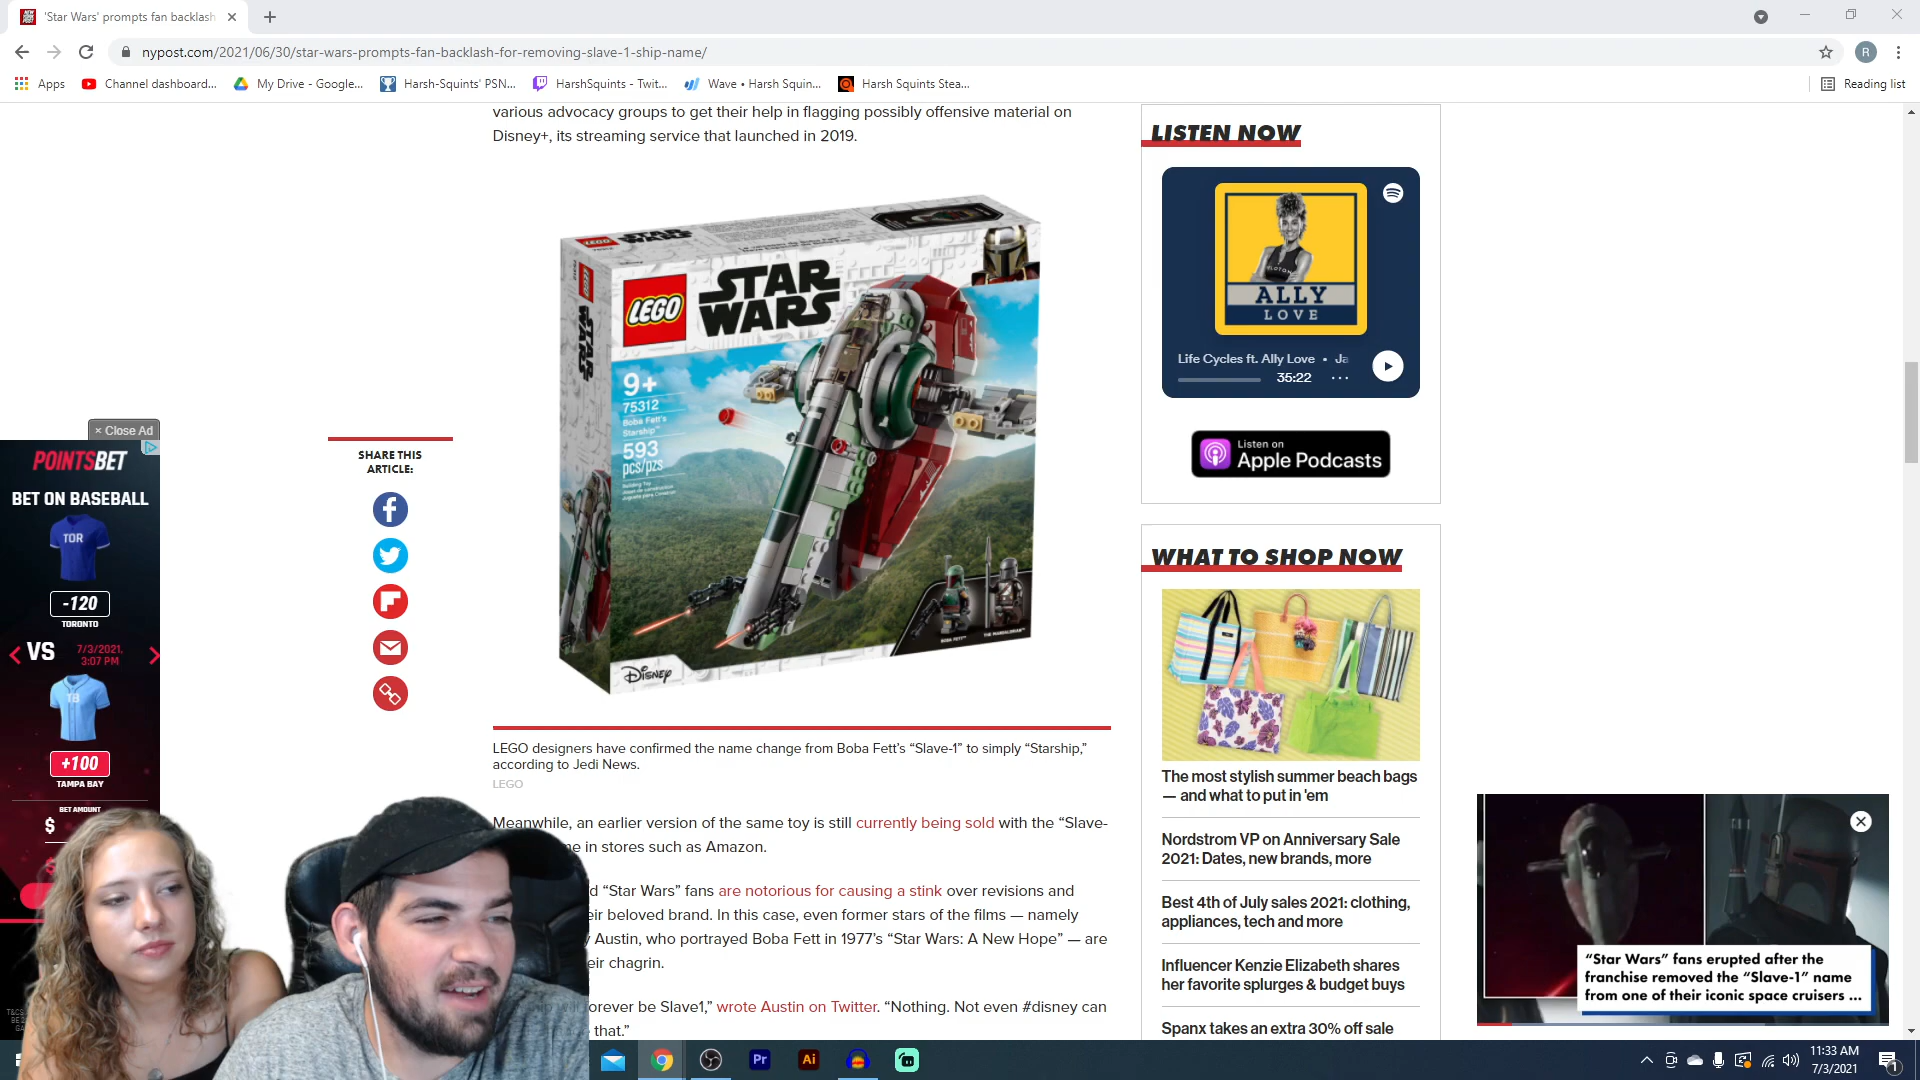 'Star Wars' prompts fan backlash
nypost.com/2021/06/30/star-wars-prompts-fan-backlash-for-removing-slave-1-ship-name/
R
Apps
Channel dashboard...
My Drive - Google...
Harsh-Squints' PSN...
HarshSquints - Twit...
Wave • Harsh Squin...
Harsh Squints Stea...
Reading list
various advocacy groups to get their help in flagging possibly offensive material on
Disney+, its streaming service that launched in 2019.
LEGO
STAR WARS
LEGO
STAR
WARS
9+
75312
Boba Fett's
Starship
593
pcs/pzs
BOBA FETT
THE MANDALORIAN
Disney
LEGO designers have confirmed the name change from Boba Fett's “Slave-1” to simply “Starship,”
according to Jedi News.
LEGO
Meanwhile, an earlier version of the same toy is still currently being sold with the “Slave-
in stores such as Amazon.
“Star Wars” fans are notorious for causing a stink over revisions and
beloved brand. In this case, even former stars of the films — namely
Austin, who portrayed Boba Fett in 1977's “Star Wars: A New Hope” — are
chagrin.
forever be Slave1,” wrote Austin on Twitter. “Nothing. Not even #disney can
that.”
SHARE THIS
ARTICLE:
× Close Ad
POINTSBET
BET ON BASEBALL
TOR
-120
TORONTO
VS
7/3/2021,
3:07 PM
TB
+100
TAMPA BAY
BET AMOUNT
$
LISTEN NOW
ALLY
LOVE
Life Cycles ft. Ally Love • Ja
35:22
Listen on
Apple Podcasts
WHAT TO SHOP NOW
The most stylish summer beach bags
— and what to put in 'em
Nordstrom VP on Anniversary Sale
2021: Dates, new brands, more
Best 4th of July sales 2021: clothing,
appliances, tech and more
Influencer Kenzie Elizabeth shares
her favorite splurges & budget buys
Spanx takes an extra 30% off sale
“Star Wars” fans erupted after the
franchise removed the “Slave-1” name
from one of their iconic space cruisers ...
Pr
Ai
11:33 AM
7/3/2021
1